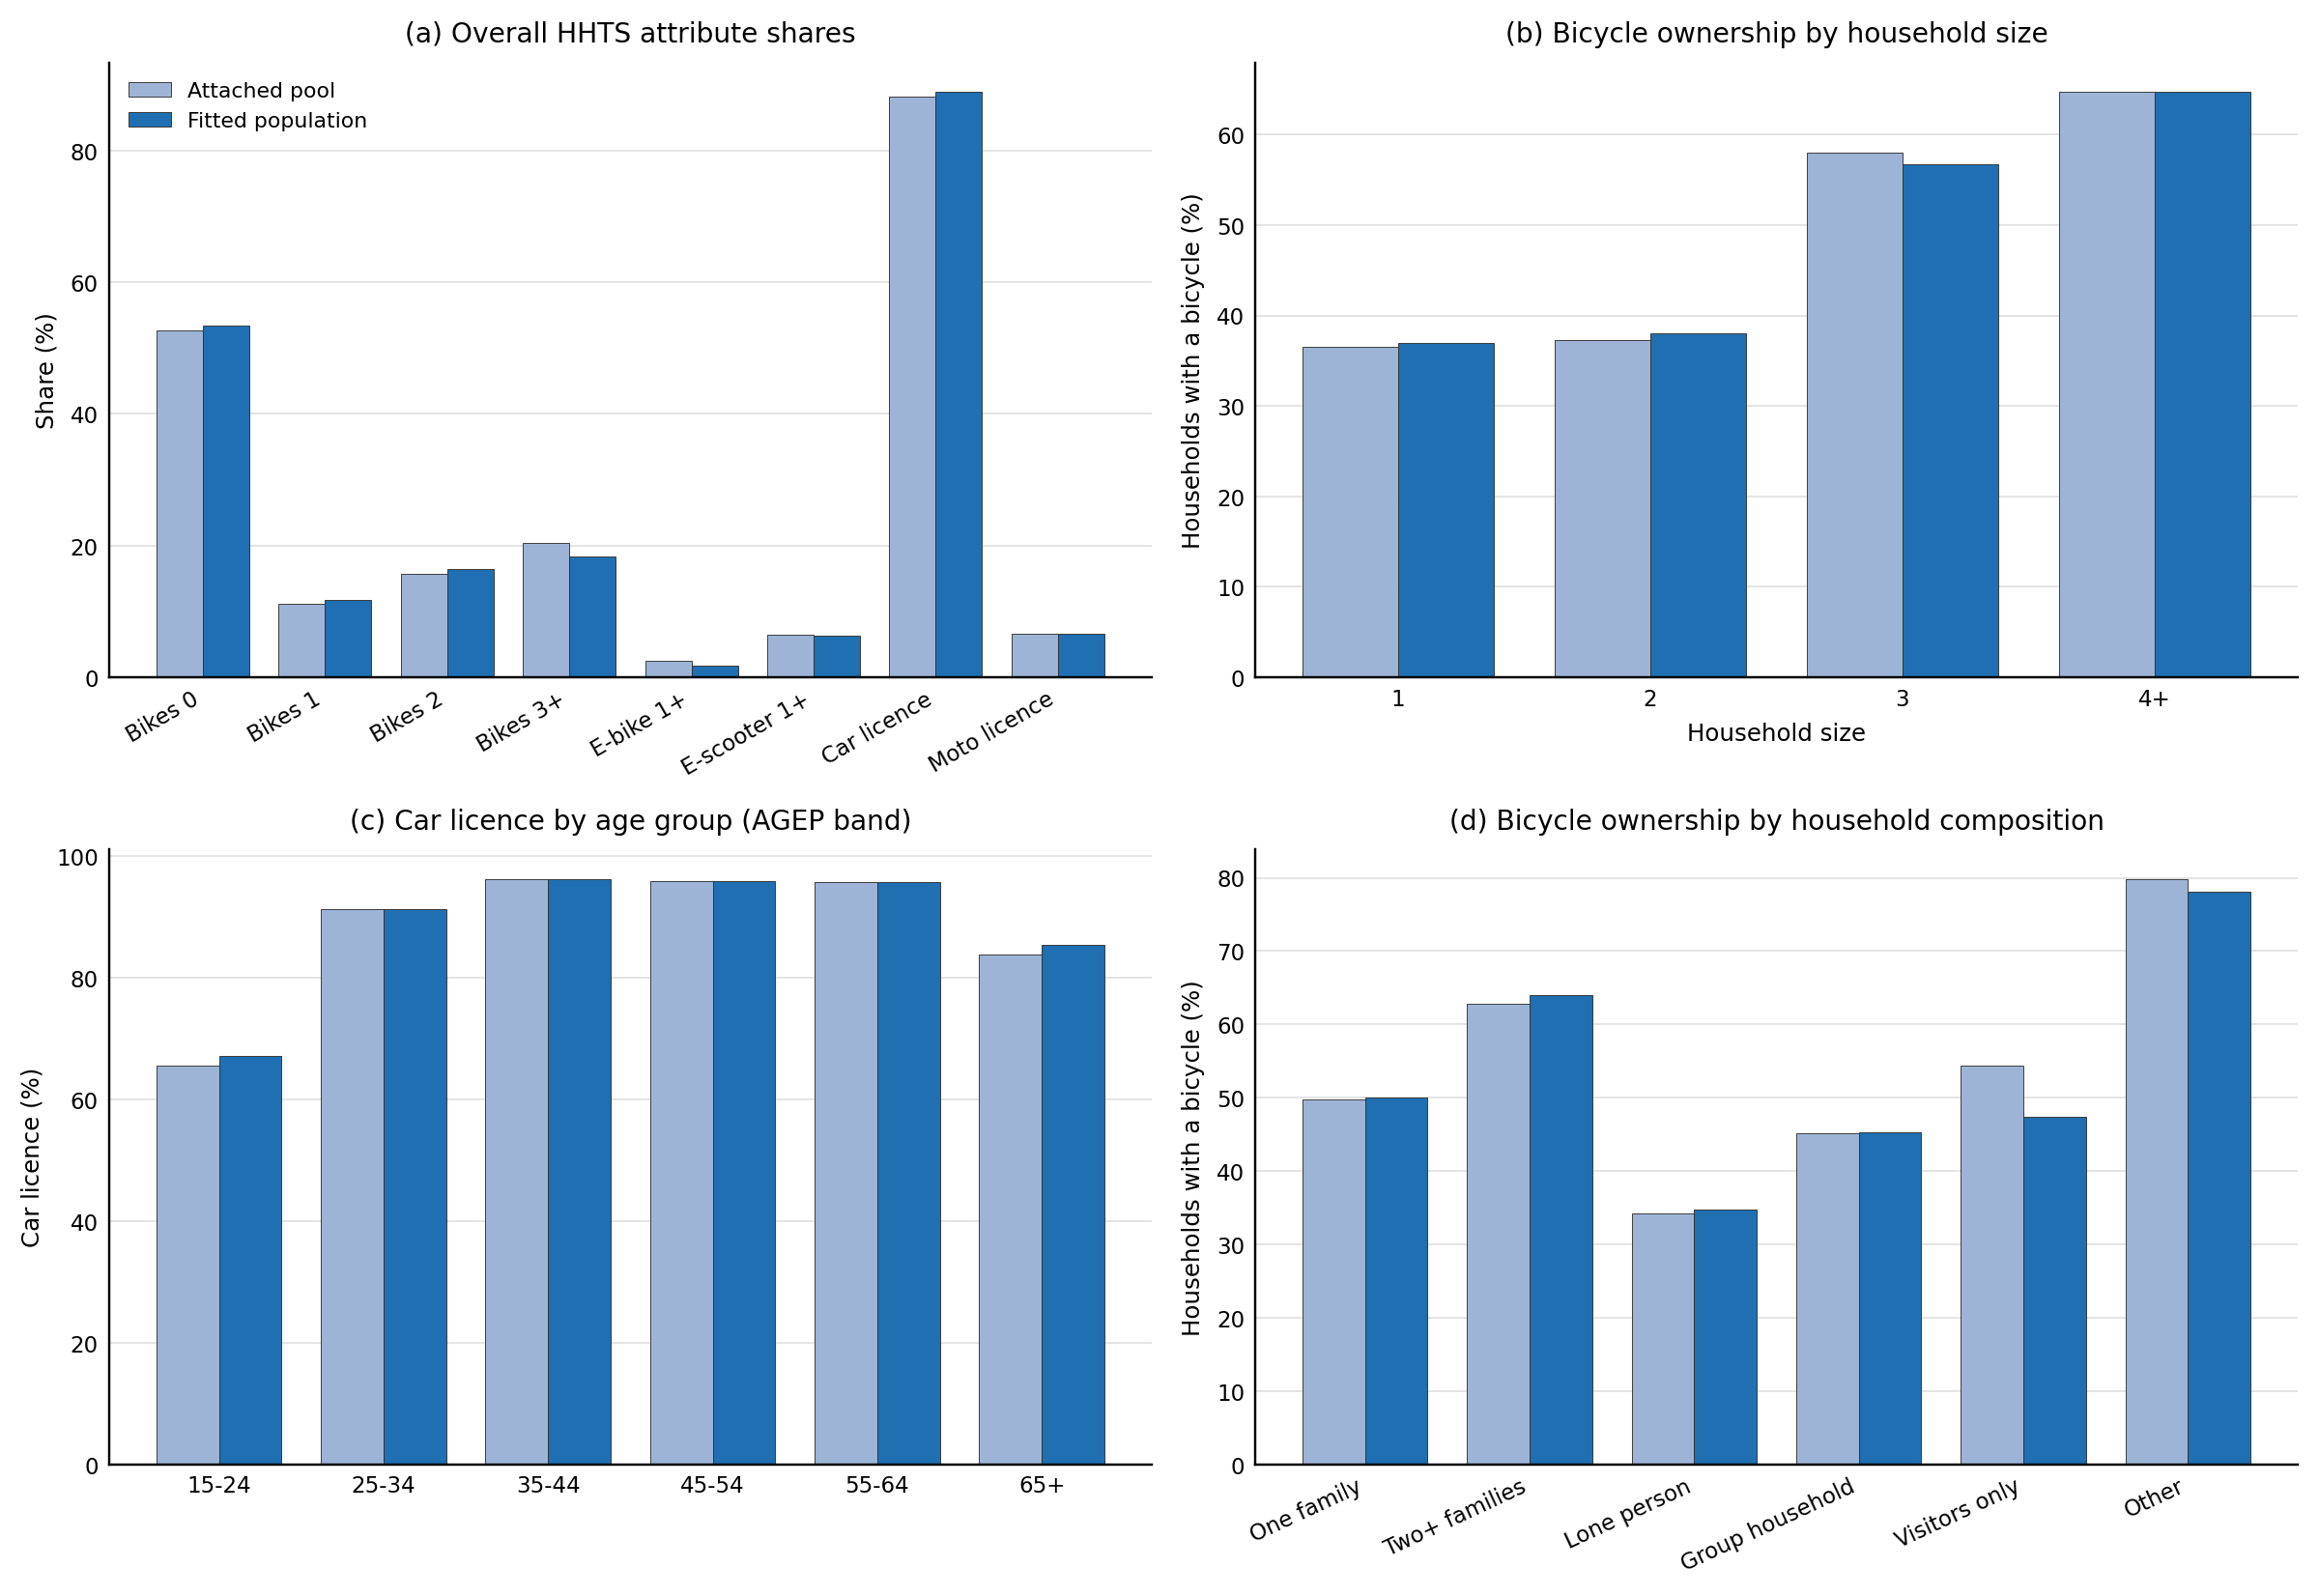 (a) Overall HHTS attribute shares
Attached pool
Fitted population
Share (%)
80
60
40
20
0
Bikes 0
Bikes 1
Bikes 2
Bikes 3+
E-bike 1+
E-scooter 1+
Car licence
Moto licence
(b) Bicycle ownership by household size
Households with a bicycle (%)
60
50
40
30
20
10
0
1
2
3
4+
Household size
(c) Car licence by age group (AGEP band)
Car licence (%)
100
80
60
40
20
0
15-24
25-34
35-44
45-54
55-64
65+
(d) Bicycle ownership by household composition
Households with a bicycle (%)
80
70
60
50
40
30
20
10
0
One family
Two+ families
Lone person
Group household
Visitors only
Other